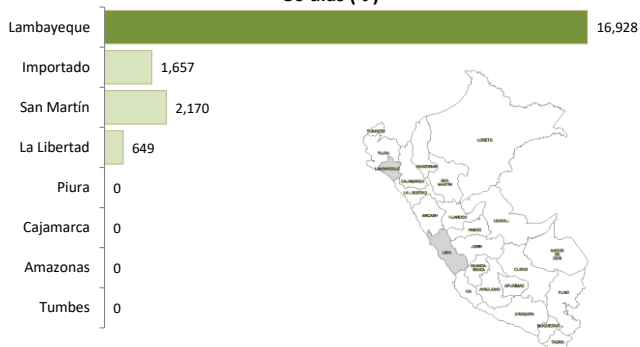 Lambayeque 16,928
Importado 1,657
San Martín 2,170
La Libertad 649
Piura 0
Cajamarca 0
Amazonas 0
Tumbes 0
TUMBES
PIURA
LORETO
LAMBAYEQUE
AMAZONAS
CAJAMARCA
SAN
MARTIN
LA LIBERTAD
ANCASH
HUANUCO
UCAYALI
PASCO
LIMA
JUNIN
MADRE
DE
DIOS
HUANCA-
VELICA
CUSCO
ICA
AYACUCHO
APURIMAC
PUNO
AREQUIPA
MOQUEGUA
TACNA